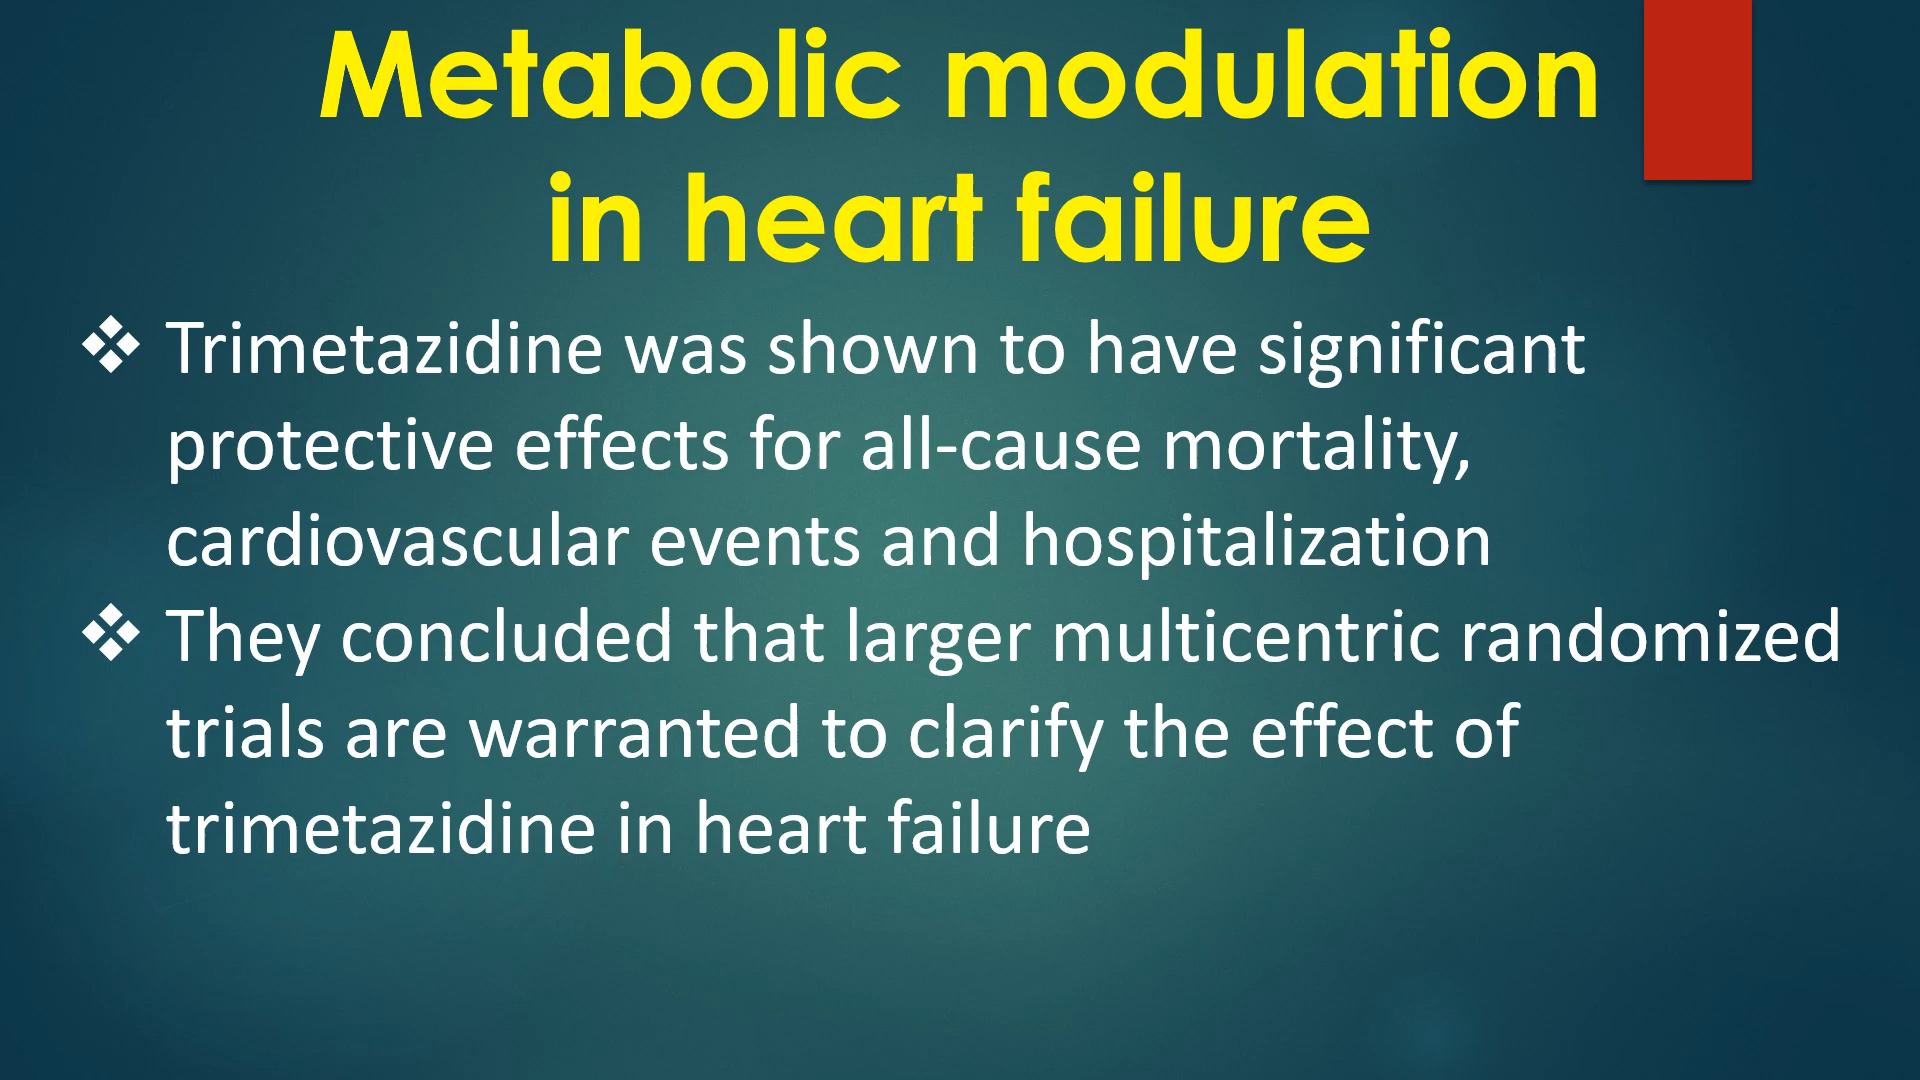 Metabolic modulation
in heart failure
❖ Trimetazidine was shown to have significant
protective effects for all-cause mortality,
cardiovascular events and hospitalization
❖ They concluded that larger multicentric randomized
trials are warranted to clarify the effect of
trimetazidine in heart failure